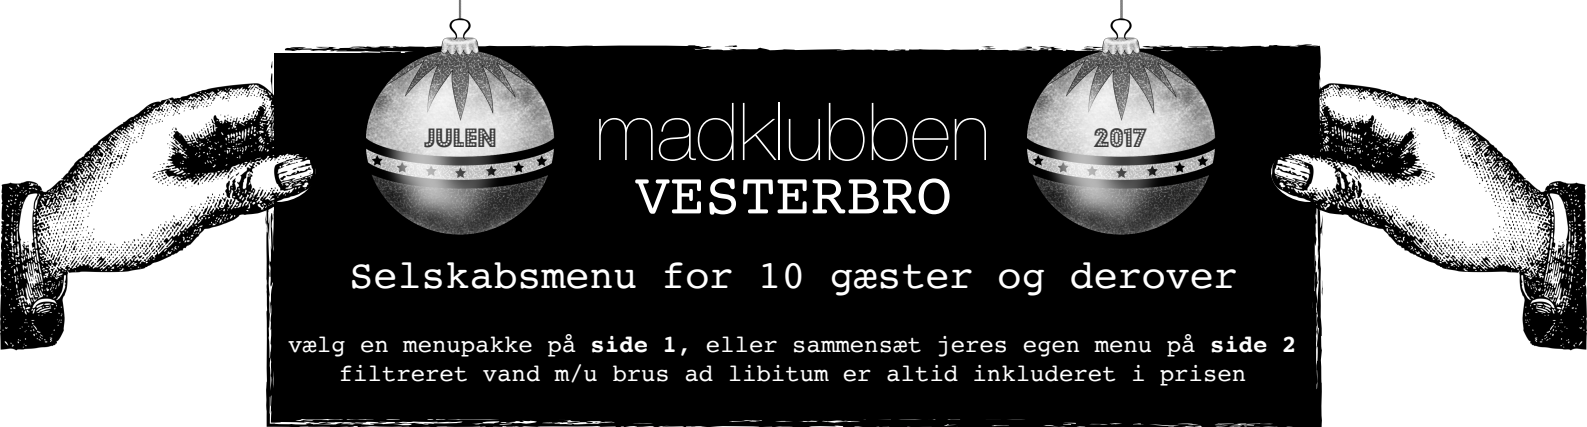 JULEN
madklubben
2017
VESTERBRO
Selskabsmenu for 10 gæster og derover
vælg en menupakke på side 1, eller sammensæt jeres egen menu på side 2
filtreret vand m/u brus ad libitum er altid inkluderet i prisen